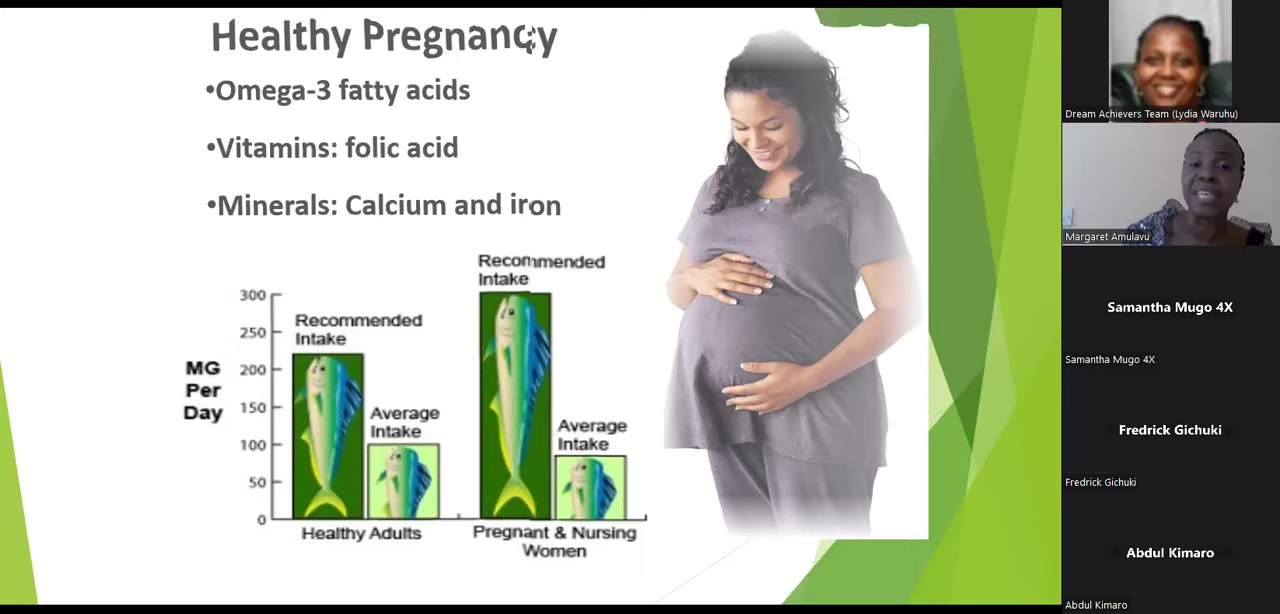 Healthy Pregnancy
•Omega-3 fatty acids
•Vitamins: folic acid
•Minerals: Calcium and iron
Recommended
Intake
300
Recommended
Intake
250
MG
Per
Day
200
150
Average
Intake
Average
Intake
100
50
0
Healthy Adults
Pregnant & Nursing
Women
Dream Achievers Team (Lydia Waruhu)
Margaret Amulavu
Samantha Mugo 4X
Samantha Mugo 4X
Fredrick Gichuki
Fredrick Gichuki
Abdul Kimaro
Abdul Kimaro